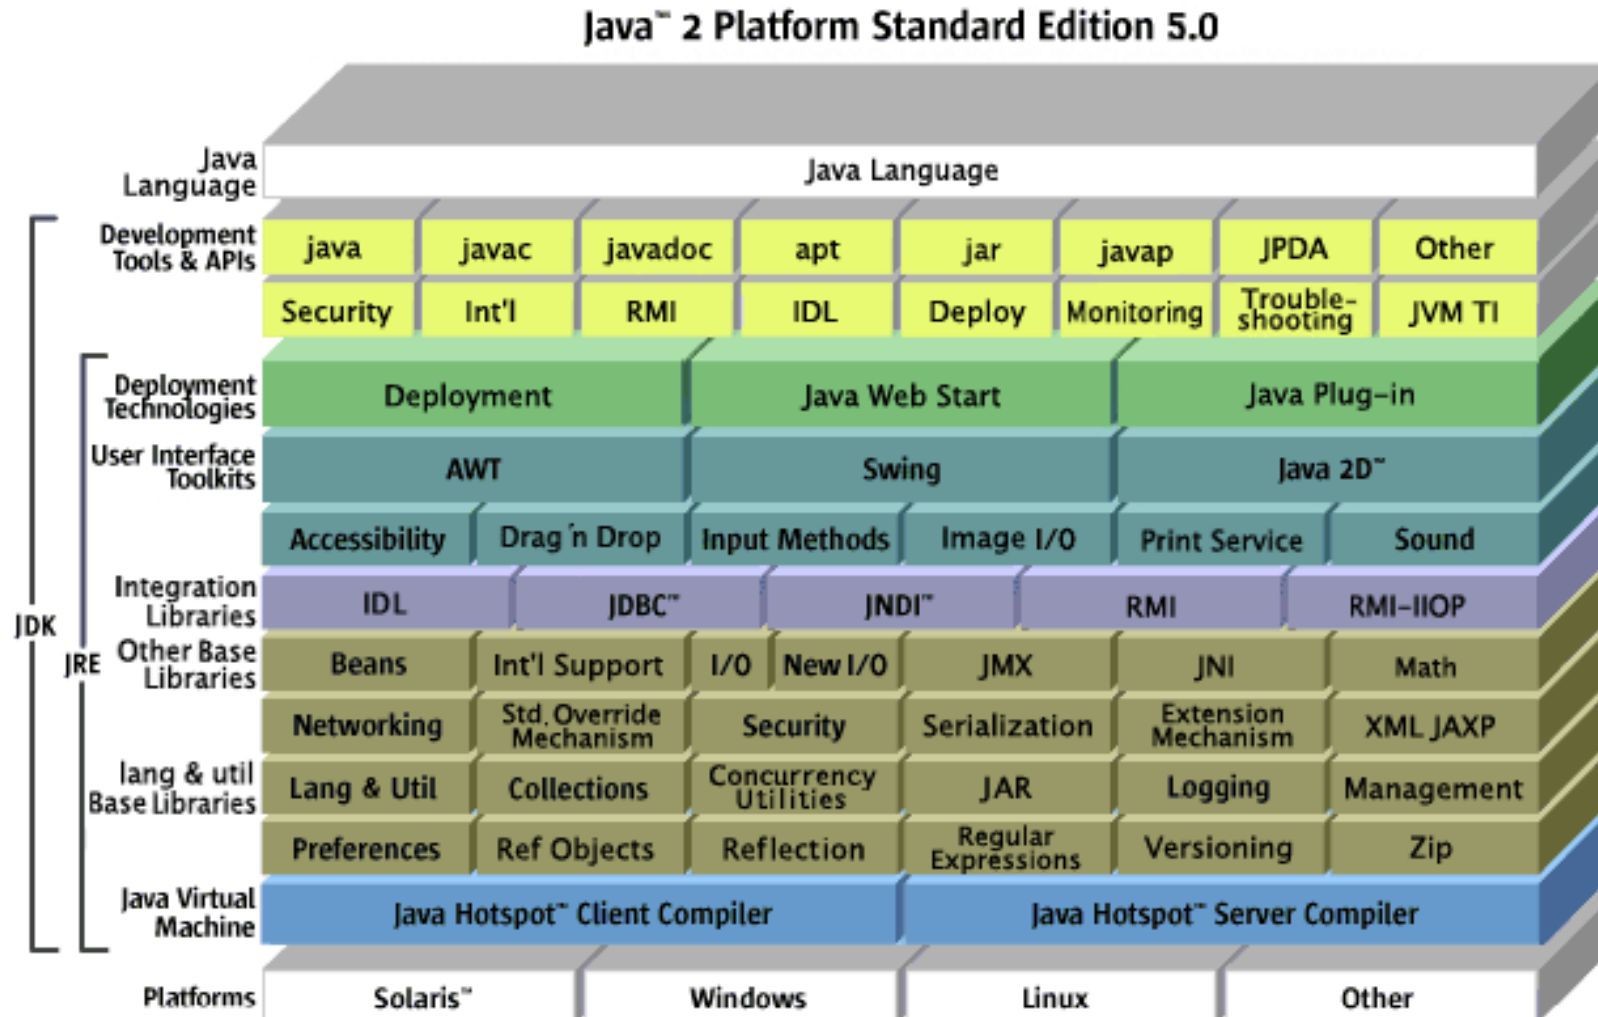 Java™ 2 Platform Standard Edition 5.0
Java
Language
Java Language
Development
Tools & APIs
java javac javadoc apt jar javap JPDA Other
Security Int'l RMI IDL Deploy Monitoring Trouble-
shooting JVM TI
Deployment
Technologies
Deployment Java Web Start Java Plug-in
User Interface
Toolkits
AWT Swing Java 2D™
Accessibility Drag 'n Drop Input Methods Image I/O Print Service Sound
Integration
Libraries
IDL JDBC™ JNDI™ RMI RMI-IIOP
JDK
JRE
Other Base
Libraries
Beans Int'l Support I/O New I/O JMX JNI Math
Networking Std. Override
Mechanism Security Serialization Extension
Mechanism XML JAXP
lang & util
Base Libraries
Lang & Util Collections Concurrency
Utilities JAR Logging Management
Preferences Ref Objects Reflection Regular
Expressions Versioning Zip
Java Virtual
Machine
Java Hotspot™ Client Compiler Java Hotspot™ Server Compiler
Platforms
Solaris™ Windows Linux Other